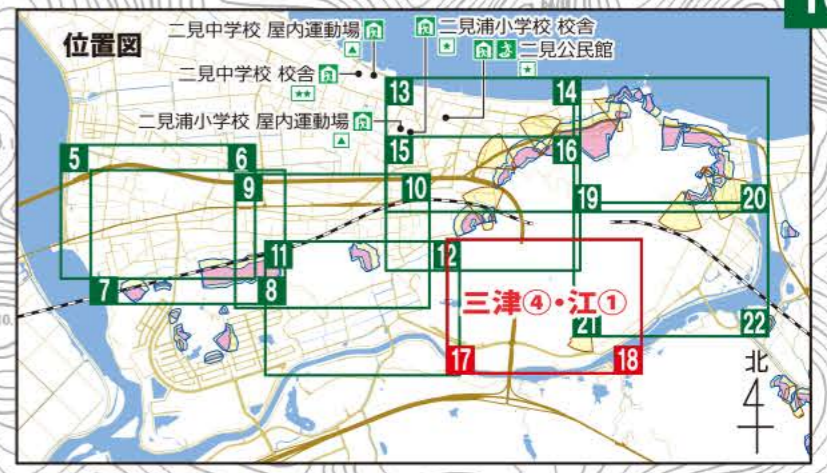 位置図
二見中学校 屋内運動場
▲
二見中学校 校舎
★★
二見浦小学校 屋内運動場
▲
二見浦小学校 校舎
★
二見公民館
★
13
14
15
16
5
6
9
10
19
20
11
12
7
8
三津④・江①
21
22
17
18
北